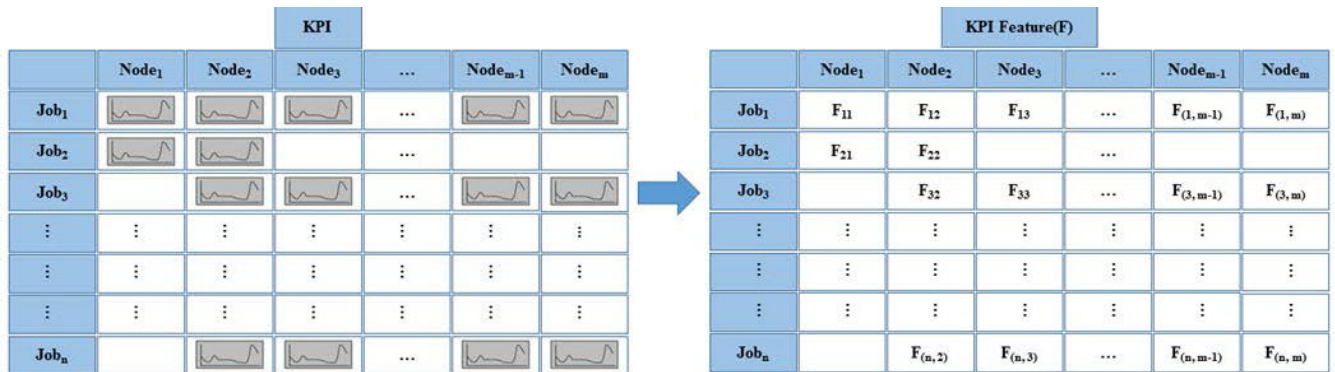 KPI
Node1 Node2 Node3 ... Nodem-1 Nodem
Job1 ...
Job2 ...
Job3 ...
⋮ ⋮ ⋮ ⋮ ⋮ ⋮ ⋮
⋮ ⋮ ⋮ ⋮ ⋮ ⋮ ⋮
⋮ ⋮ ⋮ ⋮ ⋮ ⋮ ⋮
Jobn ...
KPI Feature(F)
Node1 Node2 Node3 ... Nodem-1 Nodem
Job1 F11 F12 F13 ... F(1, m-1) F(1, m)
Job2 F21 F22 ...
Job3 F32 F33 ... F(3, m-1) F(3, m)
⋮ ⋮ ⋮ ⋮ ⋮ ⋮ ⋮
⋮ ⋮ ⋮ ⋮ ⋮ ⋮ ⋮
⋮ ⋮ ⋮ ⋮ ⋮ ⋮ ⋮
Jobn F(n, 2) F(n, 3) ... F(n, m-1) F(n, m)